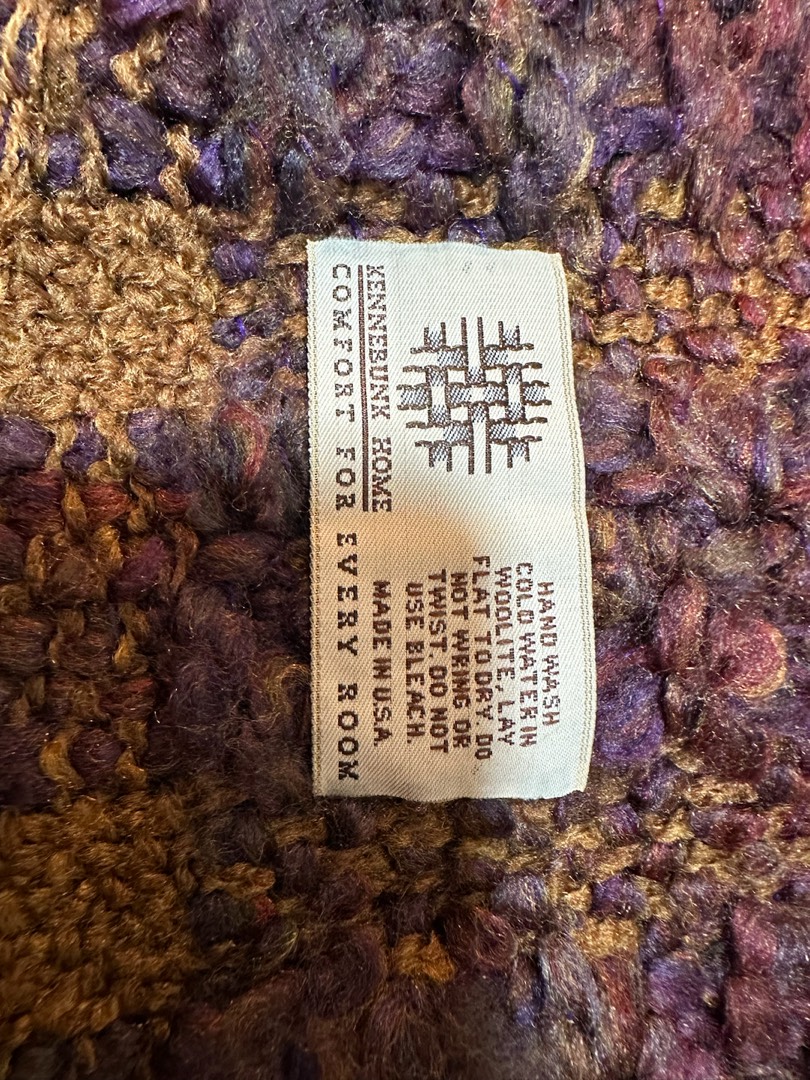 KENNEBUNK HOME
COMFORT FOR EVERY ROOM
HAND WASH
COLD WATER IN
WOOLITE, LAY
FLAT TO DRY. DO
NOT WRING OR
TWIST. DO NOT
USE BLEACH.
MADE IN U.S.A.